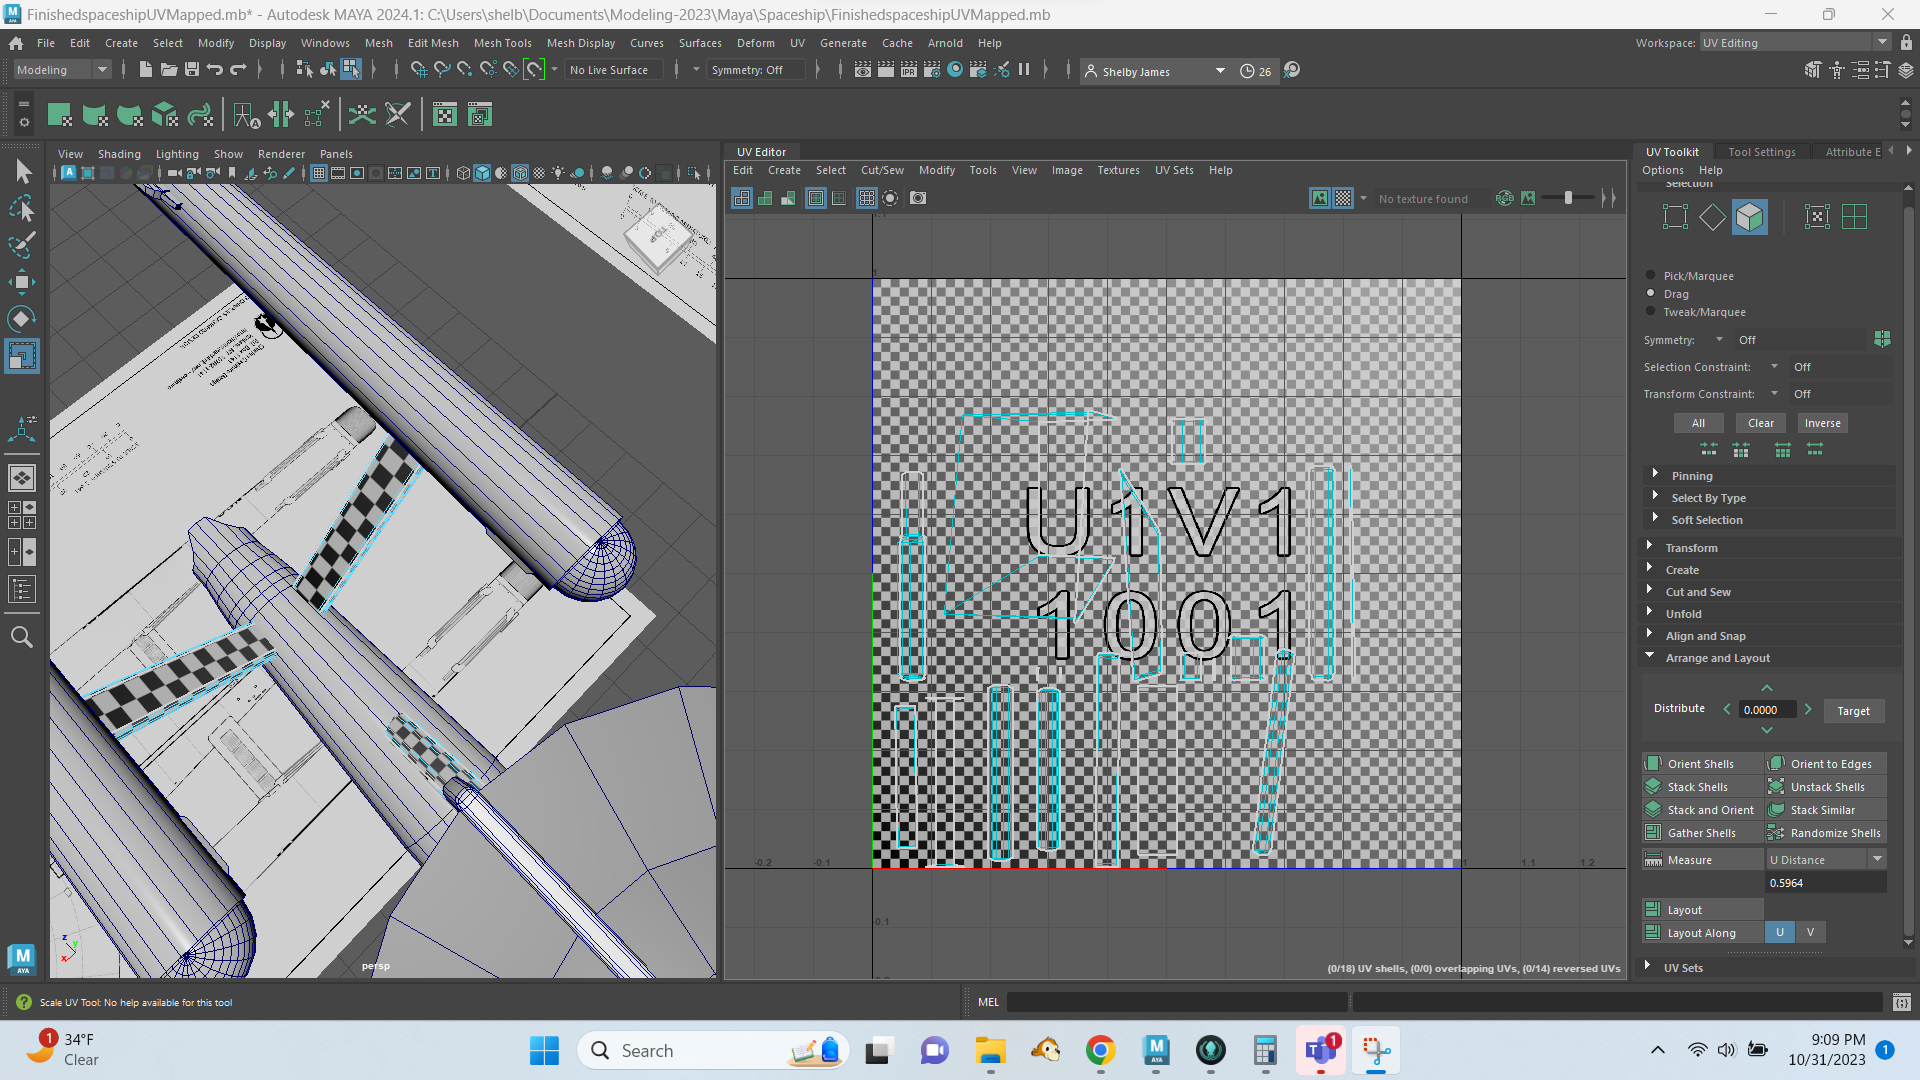 FinishedspaceshipUVMapped.mb* - Autodesk MAYA 2024.1: C:\Users\shelb\Documents\Modeling-2023\Maya\Spaceship\FinishedspaceshipUVMapped.mb
File Edit Create Select Modify Display Windows Mesh Edit Mesh Mesh Tools Mesh Display Curves Surfaces Deform UV Generate Cache Arnold Help
Workspace: UV Editing
Modeling
No Live Surface
Symmetry: Off
IPR
Shelby James
26
View Shading Lighting Show Renderer Panels
UV Editor
UV Toolkit Tool Settings Attribute E
Edit Create Select Cut/Sew Modify Tools View Image Textures UV Sets Help
Options Help
Selection
No texture found
RGB
TOP
Pick/Marquee
Drag
Tweak/Marquee
Symmetry: Off
Selection Constraint: Off
Transform Constraint: Off
All Clear Inverse
Pinning
Select By Type
Soft Selection
Transform
Create
Cut and Sew
Unfold
Align and Snap
Arrange and Layout
Distribute 0.0000 Target
Orient Shells Orient to Edges
Stack Shells Unstack Shells
Stack and Orient Stack Similar
Gather Shells Randomize Shells
Measure U Distance
0.5964
Layout
Layout Along U V
UV Sets
U1V1
1001
1
-0.2 -0.1 1 1.1 1.2
-0.1
z
y
x
persp
(0/18) UV shells, (0/0) overlapping UVs, (0/14) reversed UVs
M
AYA
Scale UV Tool: No help available for this tool
MEL
1
34°F
Clear
Search
M
AYA
1
9:09 PM
10/31/2023
1